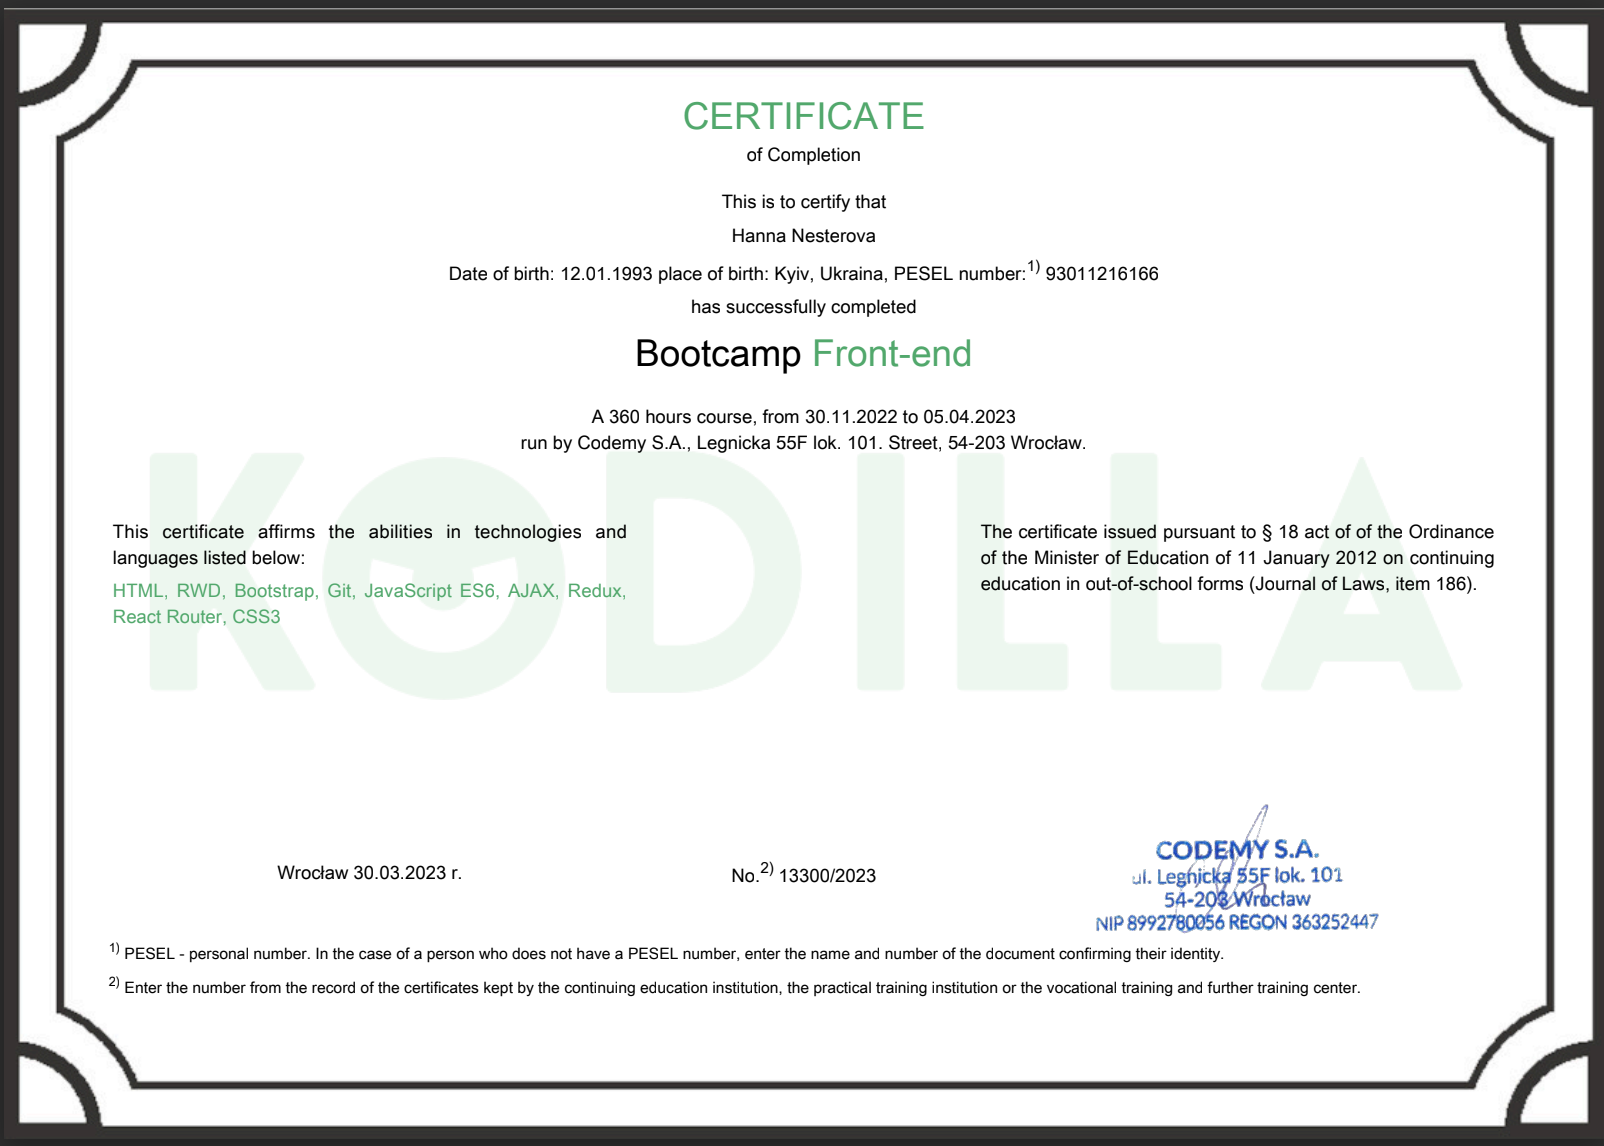 CERTIFICATE
of Completion
This is to certify that
Hanna Nesterova
Date of birth: 12.01.1993 place of birth: Kyiv, Ukraina, PESEL number:1) 93011216166
has successfully completed
Bootcamp Front-end
A 360 hours course, from 30.11.2022 to 05.04.2023
run by Codemy S.A., Legnicka 55F lok. 101. Street, 54-203 Wrocław.
KODILLA
This certificate affirms the abilities in technologies and
languages listed below:
HTML, RWD, Bootstrap, Git, JavaScript ES6, AJAX, Redux,
React Router, CSS3
The certificate issued pursuant to § 18 act of of the Ordinance
of the Minister of Education of 11 January 2012 on continuing
education in out-of-school forms (Journal of Laws, item 186).
Wrocław 30.03.2023 r.
No.2) 13300/2023
CODEMY S.A.
ul. Legnicka 55F lok. 101
54-203 Wrocław
NIP 8992780056 REGON 363252447
1) PESEL - personal number. In the case of a person who does not have a PESEL number, enter the name and number of the document confirming their identity.
2) Enter the number from the record of the certificates kept by the continuing education institution, the practical training institution or the vocational training and further training center.